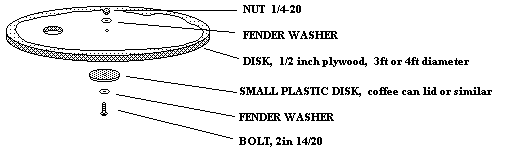 NUT 1/4-20
FENDER WASHER
DISK, 1/2 inch plywood, 3ft or 4ft diameter
SMALL PLASTIC DISK, coffee can lid or similar
FENDER WASHER
BOLT, 2in 14/20